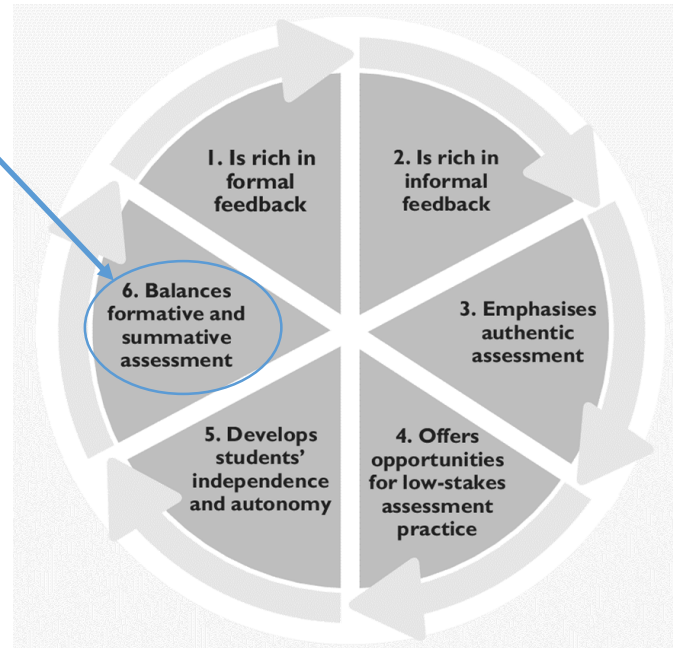 1. Is rich in
formal
feedback
2. Is rich in
informal
feedback
3. Emphasises
authentic
assessment
4. Offers
opportunities
for low-stakes
assessment
practice
5. Develops
students’
independence
and autonomy
6. Balances
formative and
summative
assessment